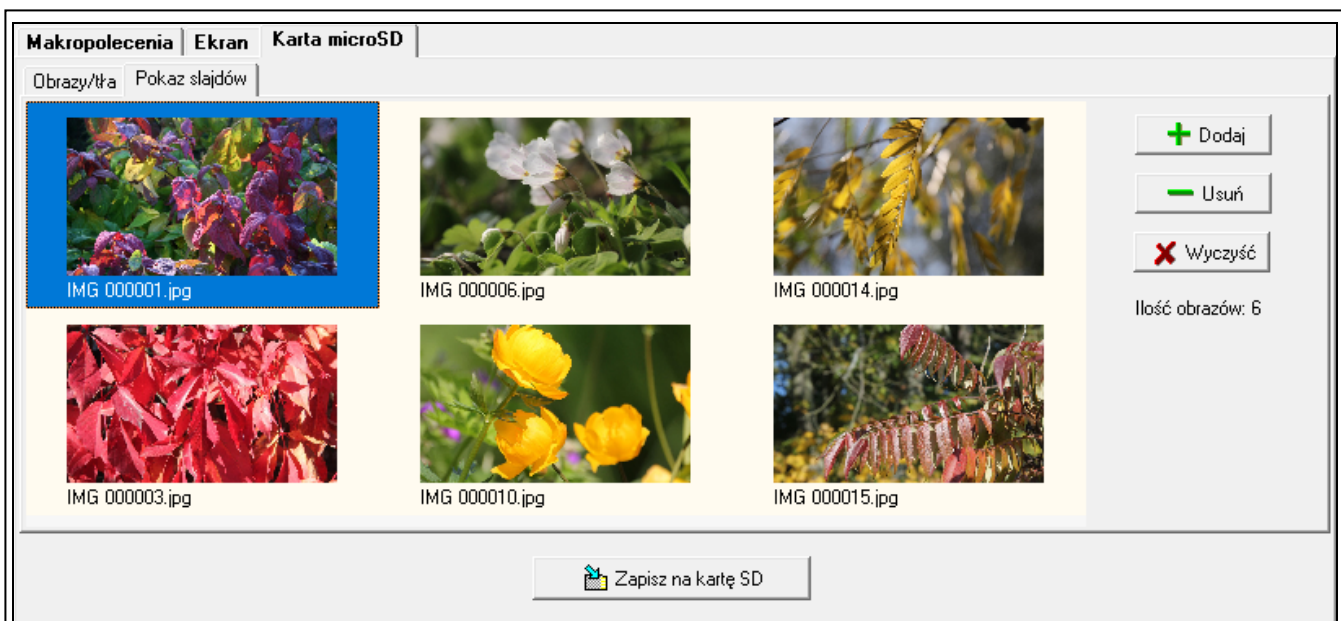 Makropolecenia Ekran Karta microSD
Obrazy/tła Pokaz slajdów
Dodaj
Usuń
Wyczyść
Ilość obrazów: 6
IMG 000001.jpg IMG 000006.jpg IMG 000014.jpg
IMG 000003.jpg IMG 000010.jpg IMG 000015.jpg
Zapisz na kartę SD